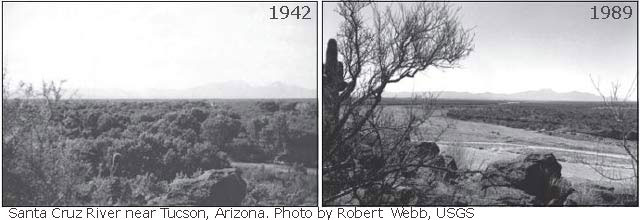 1942
1989
Santa Cruz River near Tucson, Arizona. Photo by Robert Webb, USGS